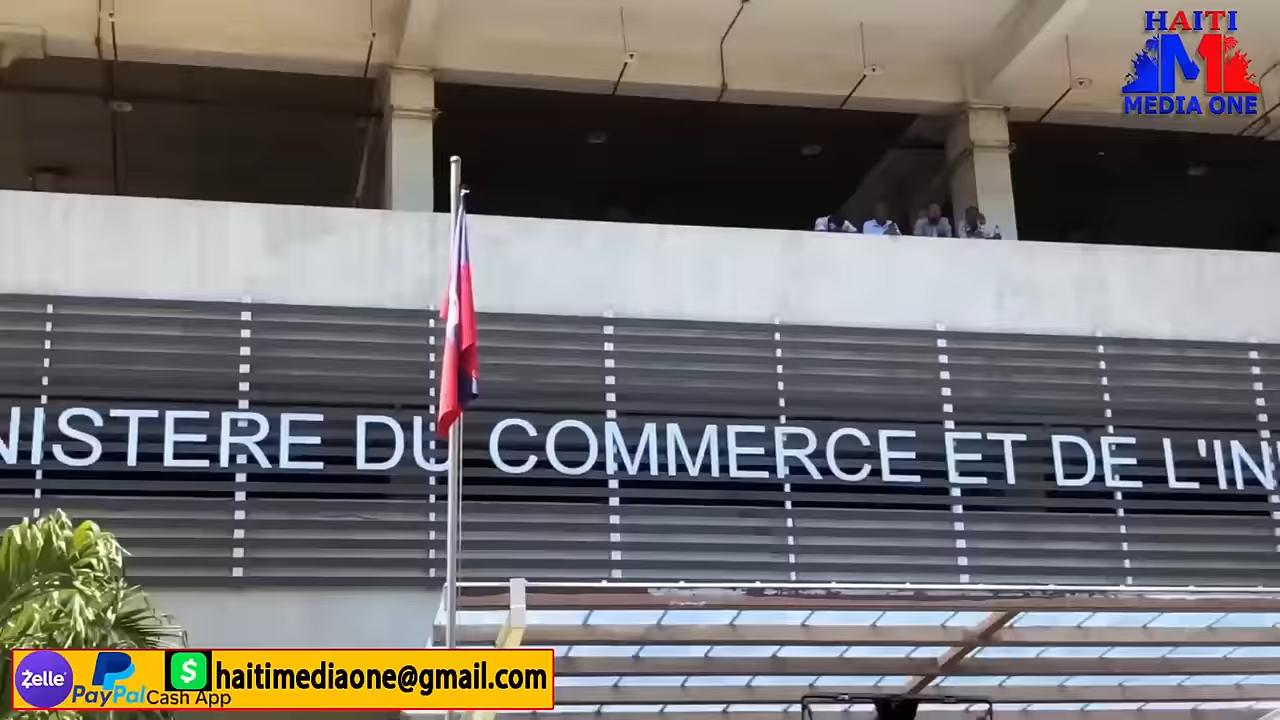 HAITI
M
MEDIA ONE
NISTERE DU COMMERCE ET DE L'IN
Zelle
PayPal
$
Cash App
haitimediaone@gmail.com